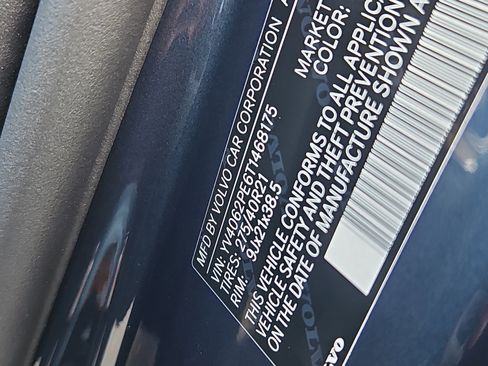 MFD BY VOLVO CAR CORPORATION
VIN: YV4062PE6T1468175
TIRES: 275/40R21
RIM: 9Jx21x38.5
MARKET
COLOR:
THIS VEHICLE CONFORMS TO ALL APPLIC
VEHICLE SAFETY AND THEFT PREVENTION
ON THE DATE OF MANUFACTURE SHOWN A
VOLVO